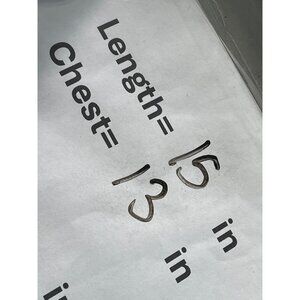 Length= 15 in
Chest= 13 in